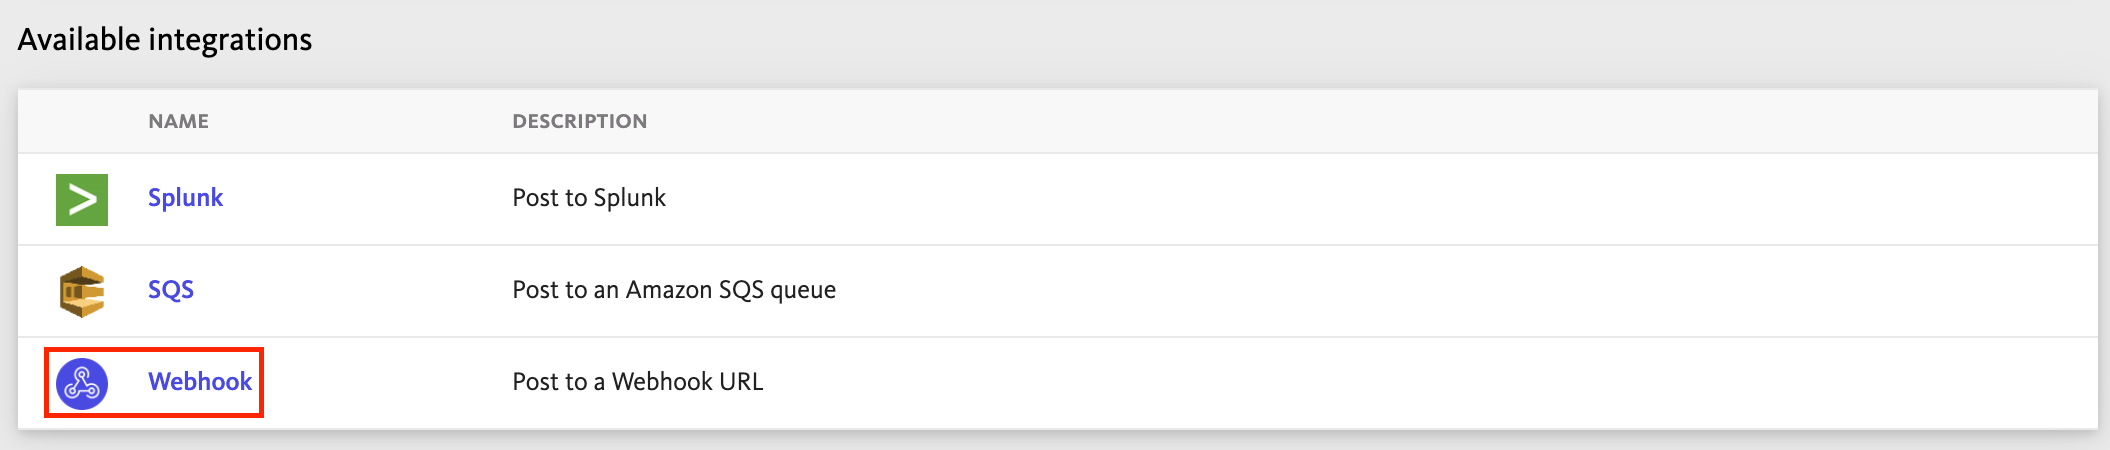 Available integrations
NAME DESCRIPTION
Splunk Post to Splunk
SQS Post to an Amazon SQS queue
Webhook Post to a Webhook URL